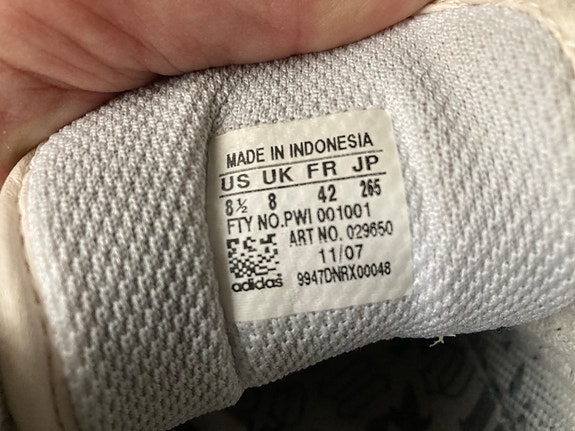 MADE IN INDONESIA
US UK FR JP
8½ 8 42 265
FTY NO.PWI 001001
ART NO. 029650
11/07
adidas 9947DNRX00048